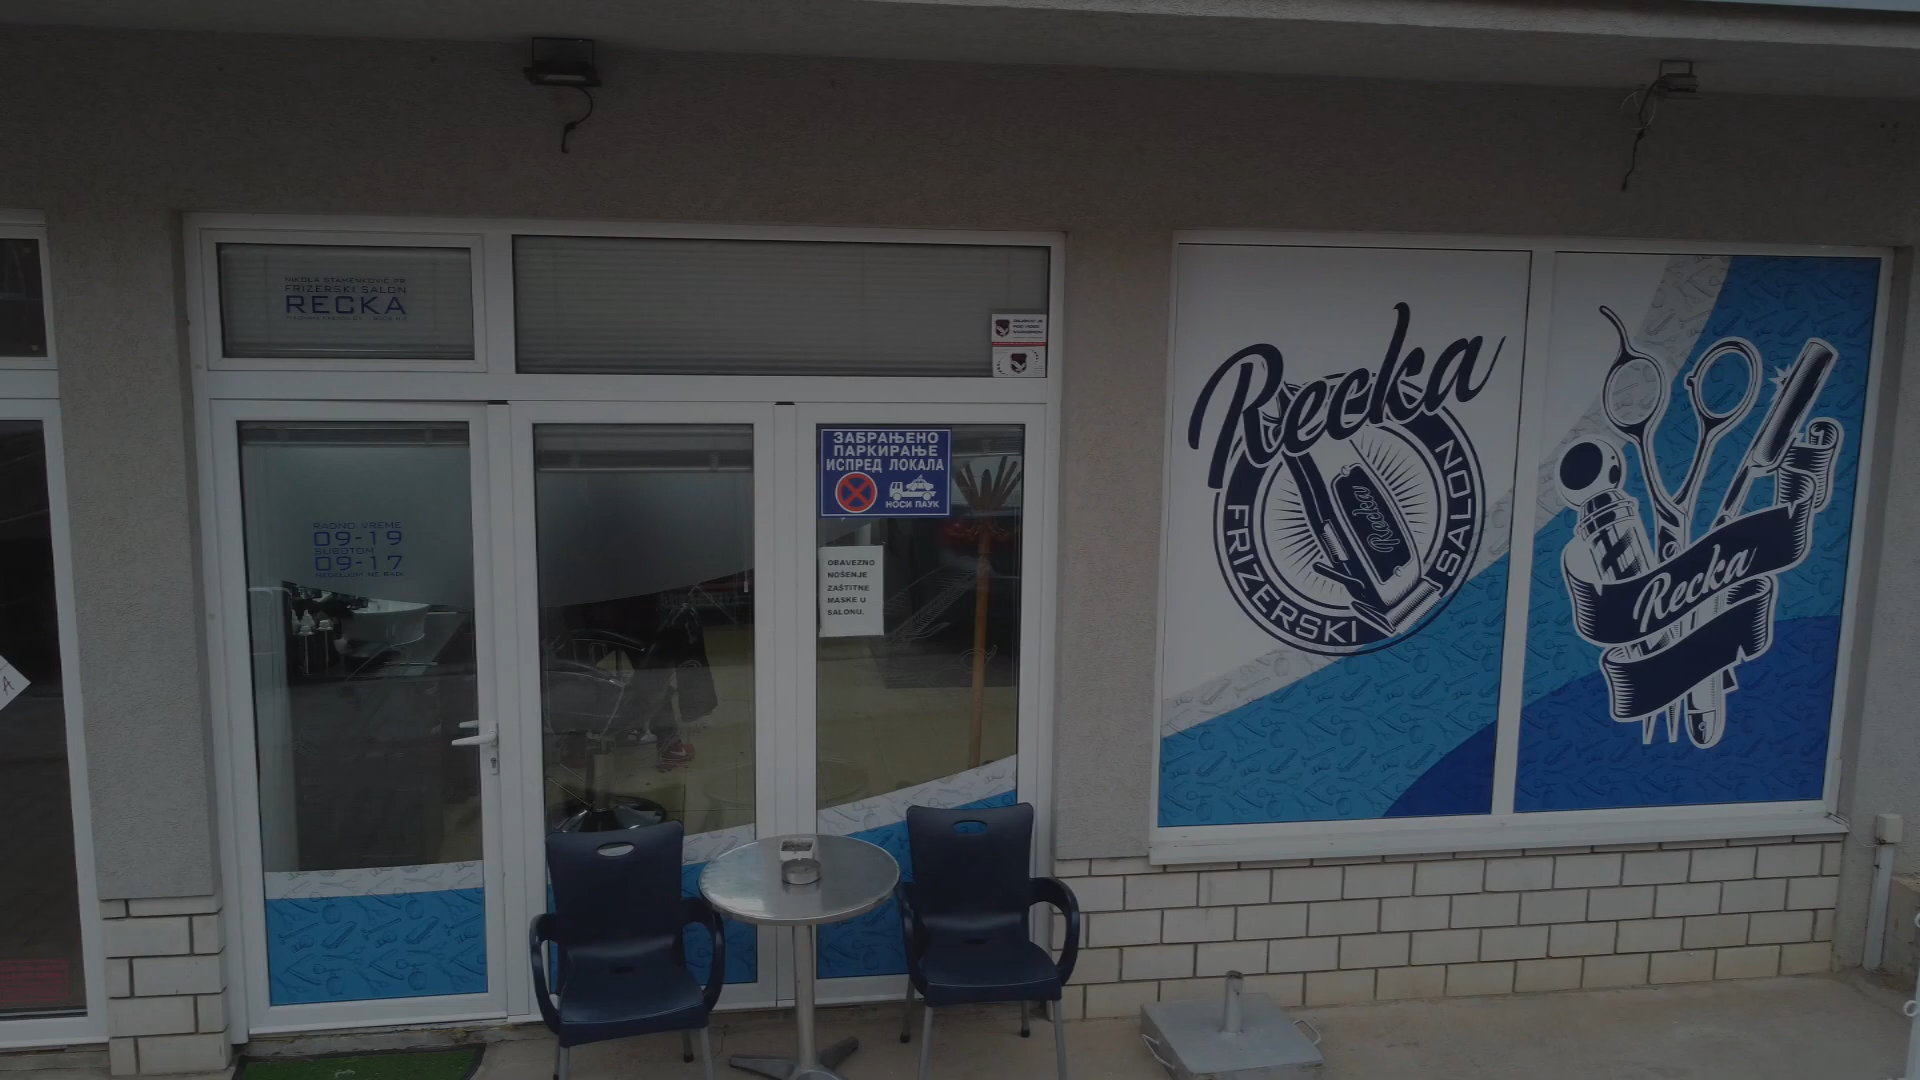 NIKOLA STAMENKOVIĆ PR
FRIZERSKI SALON
RECKA
RADNO VREME
09-19
SUBOTOM
09-17
NEDELJOM NE RADI
ЗАБРАЊЕНО
ПАРКИРАЊЕ
ИСПРЕД ЛОКАЛА
НОСИ ПАУК
OBAVEZNO
NOŠENJE
ZAŠTITNE
MASKE U
SALONU.
Recka
Recka
FRIZERSKI SALON
Recka
A